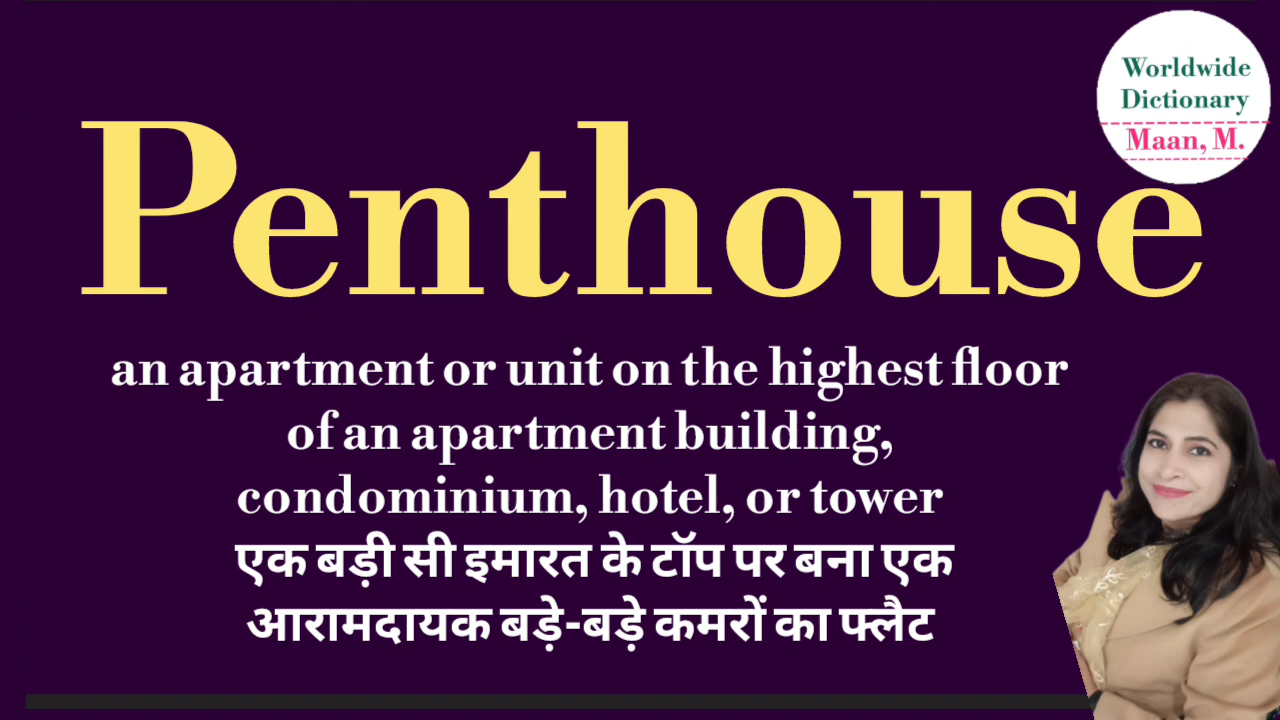 Worldwide
Dictionary
Maan, M.
Penthouse
an apartment or unit on the highest floor
of an apartment building,
condominium, hotel, or tower
एक बड़ी सी इमारत के टॉप पर बना एक
आरामदायक बड़े-बड़े कमरों का फ्लैट